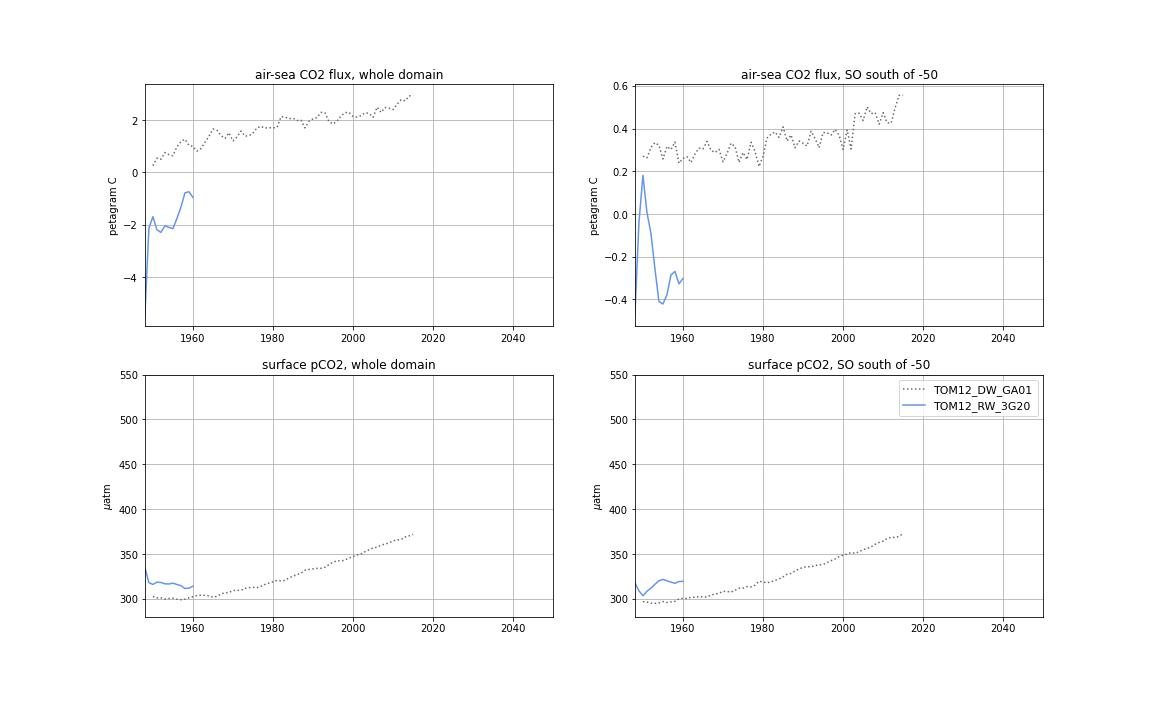 air-sea CO2 flux, whole domain
petagram C
2
0
−2
−4
1960 1980 2000 2020 2040
air-sea CO2 flux, SO south of -50
petagram C
0.6
0.4
0.2
0.0
−0.2
−0.4
1960 1980 2000 2020 2040
surface pCO2, whole domain
μatm
550
500
450
400
350
300
1960 1980 2000 2020 2040
surface pCO2, SO south of -50
μatm
550
500
450
400
350
300
1960 1980 2000 2020 2040
TOM12_DW_GA01
TOM12_RW_3G20